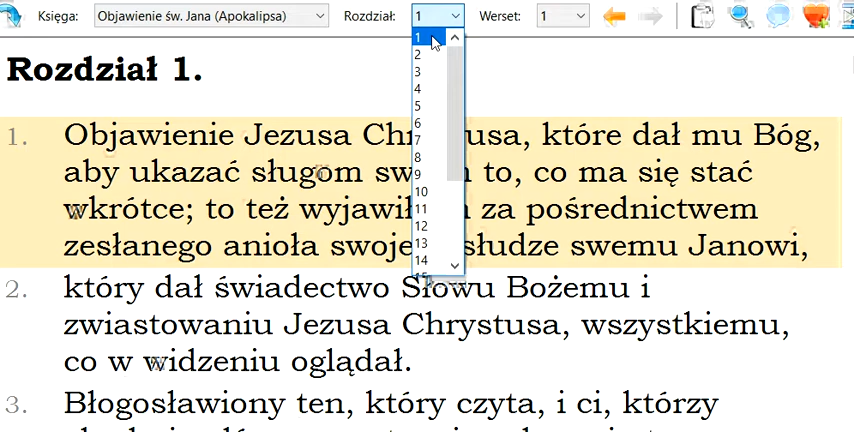 Księga: Objawienie św. Jana (Apokalipsa) Rozdział: 1 Werset: 1
1
2
3
4
5
6
7
8
9
10
11
12
13
14
15
Rozdział 1.
1. Objawienie Jezusa Chr usa, które dał mu Bóg,
aby ukazać sługom sw to, co ma się stać
wkrótce; to też wyjawił za pośrednictwem
zesłanego anioła swoje słudze swemu Janowi,
2. który dał świadectwo Słowu Bożemu i
zwiastowaniu Jezusa Chrystusa, wszystkiemu,
co w widzeniu oglądał.
3. Błogosławiony ten, który czyta, i ci, którzy